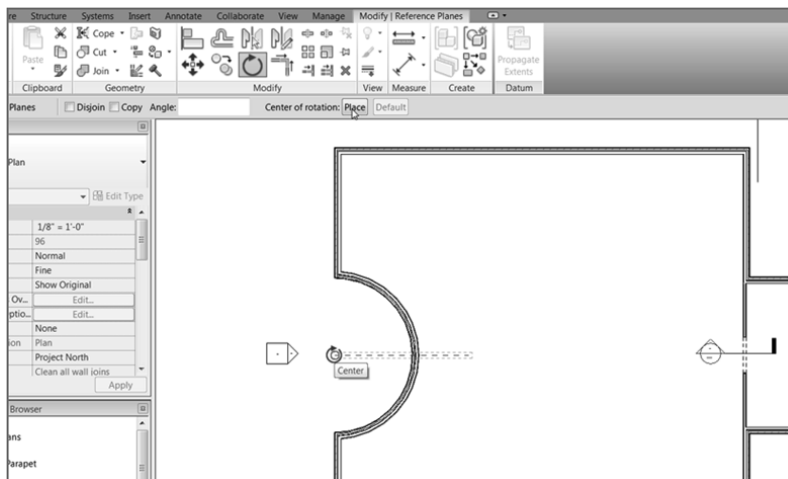 re Structure Systems Insert Annotate Collaborate View Manage Modify | Reference Planes
Cope
Paste
Cut
Join
Propagate
Extents
Clipboard Geometry Modify View Measure Create Datum
Planes Disjoin Copy Angle: Center of rotation: Place Default
Plan
Edit Type
1/8" = 1'-0"
96
Normal
Fine
Show Original
Ov... Edit...
ptio... Edit...
None
ion Plan
Project North
Clean all wall joins
Apply
Center
Browser
ans
Parapet